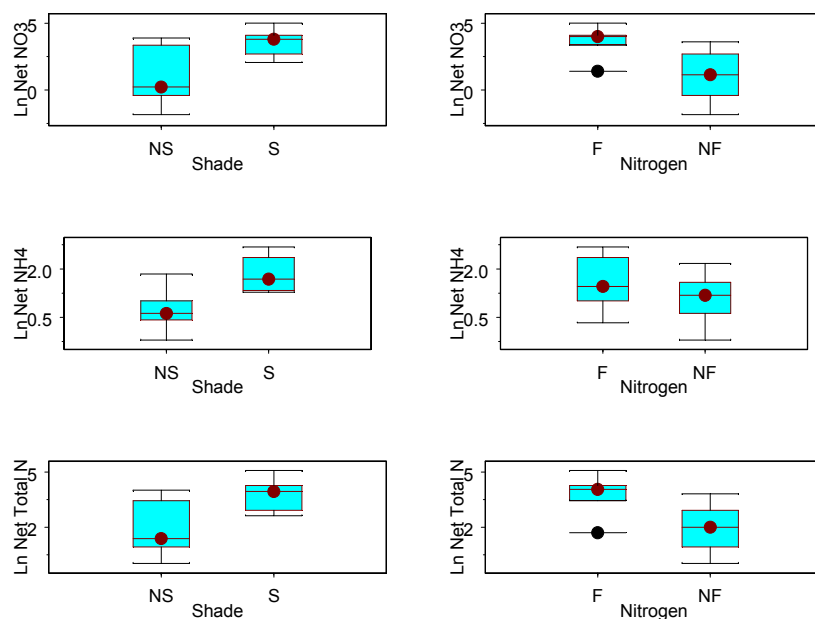 Ln Net NO3
5
0
NS
S
Shade
Ln Net NO3
5
0
F
NF
Nitrogen
Ln Net NH4
2.0
0.5
NS
S
Shade
Ln Net NH4
2.0
0.5
F
NF
Nitrogen
Ln Net Total N
5
2
NS
S
Shade
Ln Net Total N
5
2
F
NF
Nitrogen